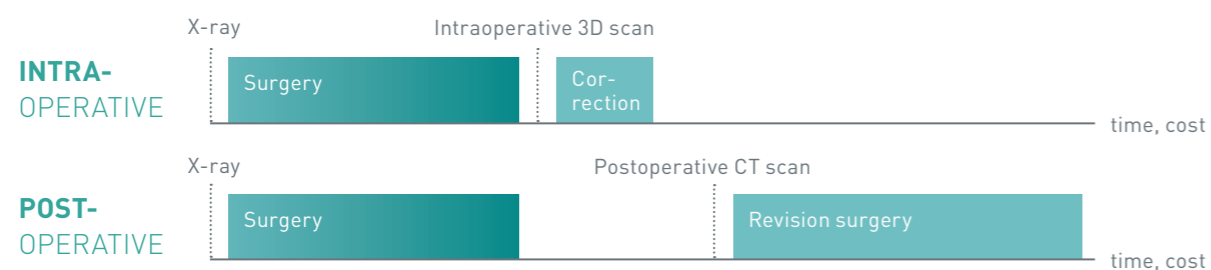 X-ray
Intraoperative 3D scan
INTRA-
OPERATIVE
Surgery
Cor-
rection
time, cost
X-ray
Postoperative CT scan
POST-
OPERATIVE
Surgery
Revision surgery
time, cost